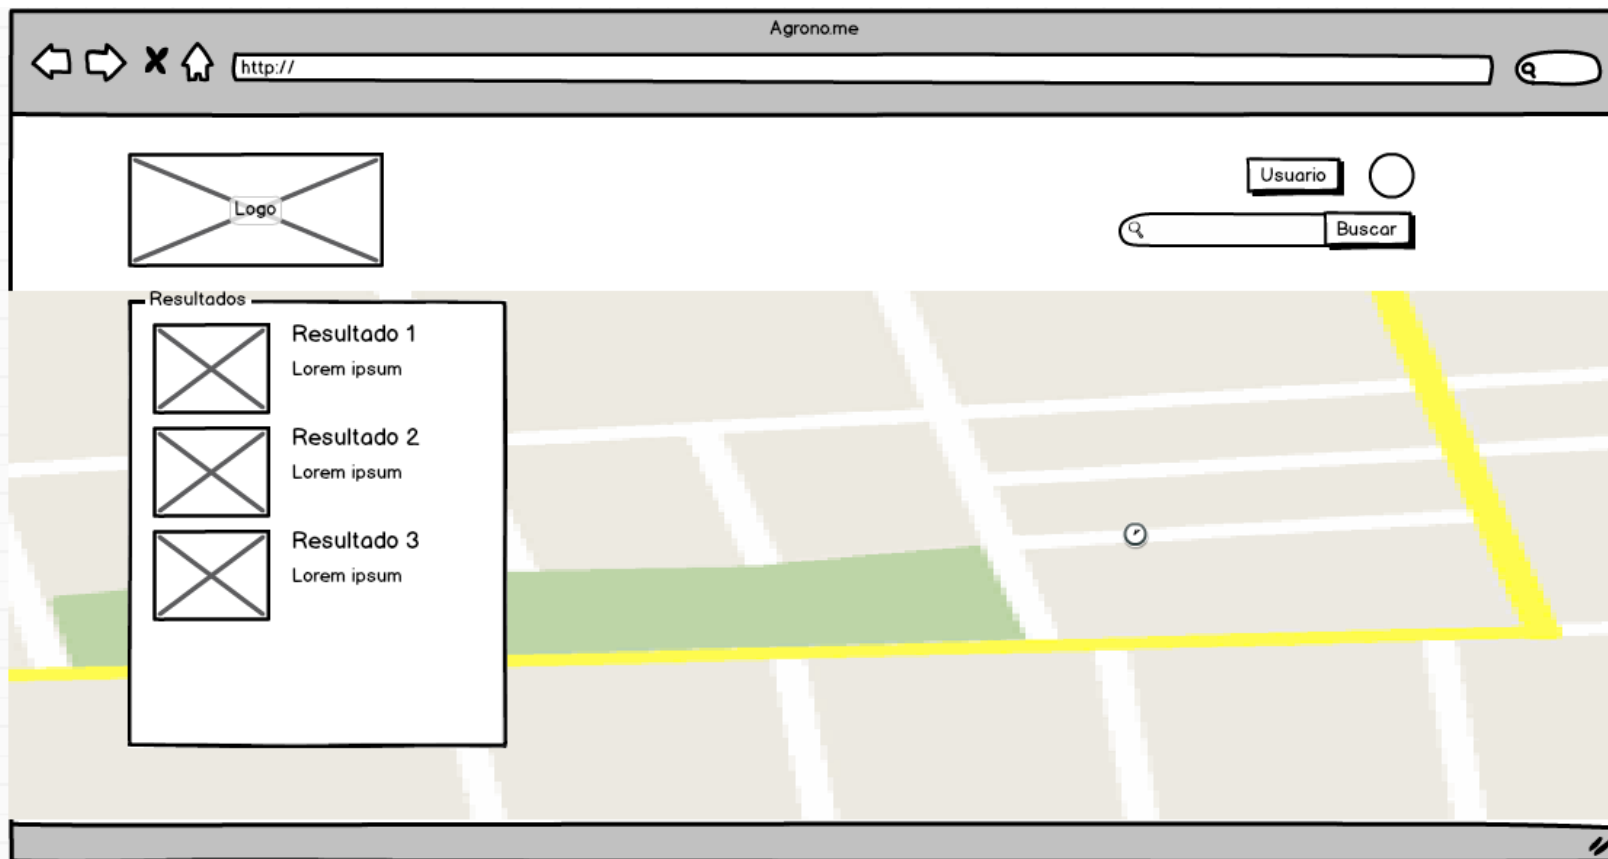 Agrono.me
http://
Logo
Usuario
Buscar
Resultados
Resultado 1
Lorem ipsum
Resultado 2
Lorem ipsum
Resultado 3
Lorem ipsum